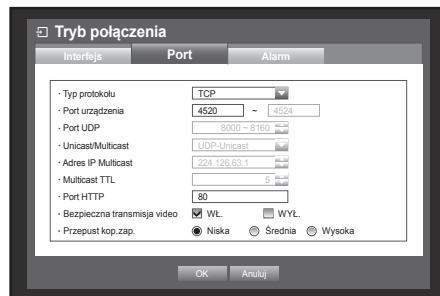 Tryb połączenia
Interfejs Port Alarm
· Typ protokołu TCP
· Port urządzenia 4520 ~ 4524
· Port UDP 8000 ~ 8160
· Unicast/Multicast UDP-Unicast
· Adres IP Multicast 224.126.63.1
· Multicast TTL 5
· Port HTTP 80
· Bezpieczna transmisja video WŁ. WYŁ.
· Przepust kop.zap. Niska Średnia Wysoka
OK Anuluj